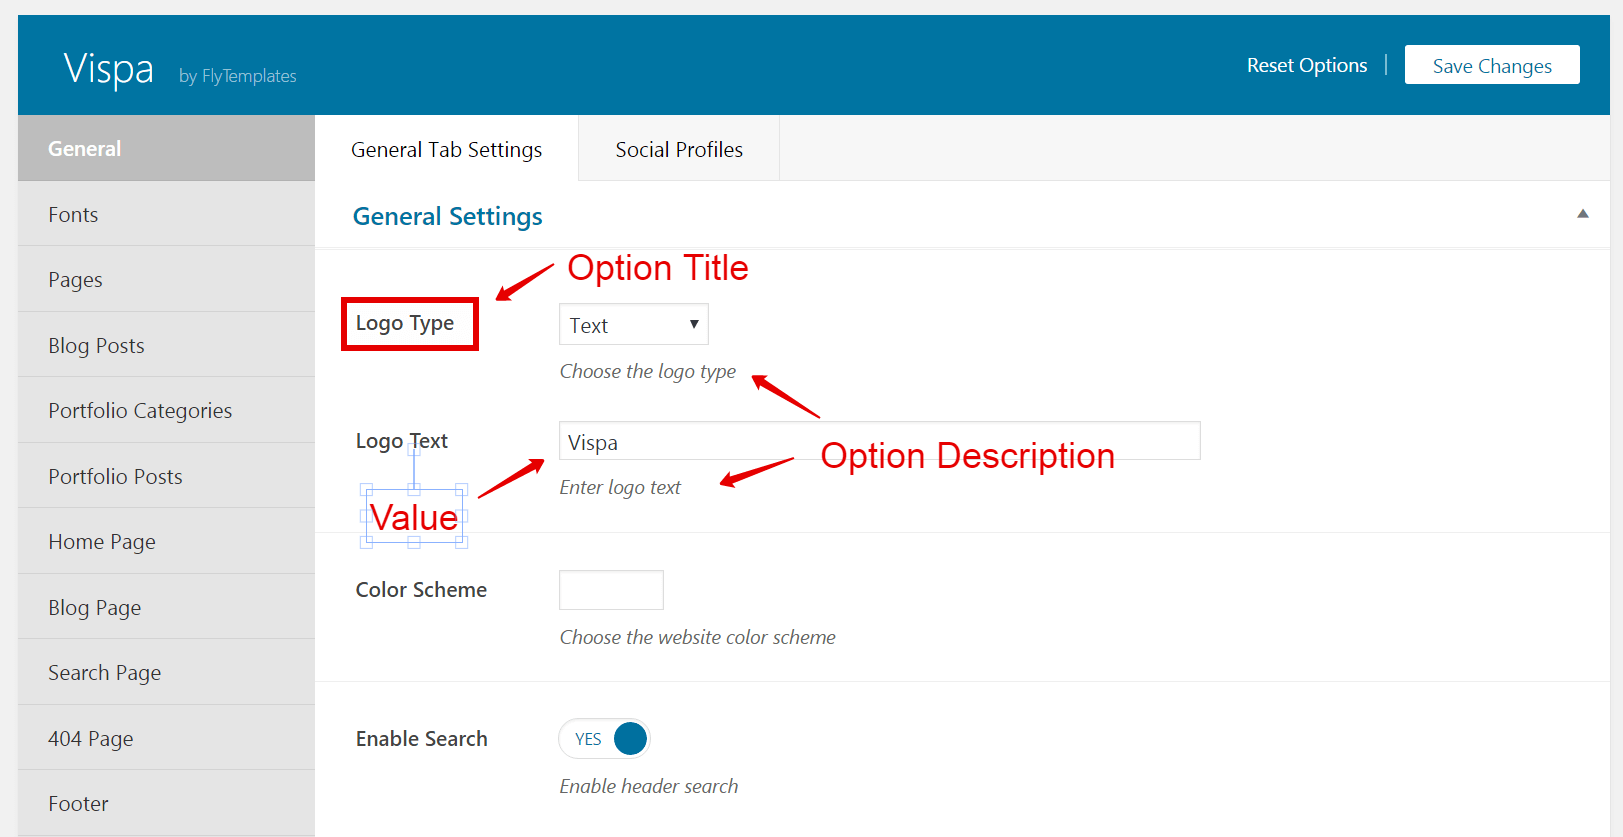 Vispa by FlyTemplates
Reset Options | Save Changes
General
Fonts
Pages
Blog Posts
Portfolio Categories
Portfolio Posts
Home Page
Blog Page
Search Page
404 Page
Footer
General Tab Settings
Social Profiles
General Settings
Option Title
Logo Type
Text
Choose the logo type
Logo Text
Vispa
Option Description
Enter logo text
Value
Color Scheme
Choose the website color scheme
Enable Search
YES
Enable header search